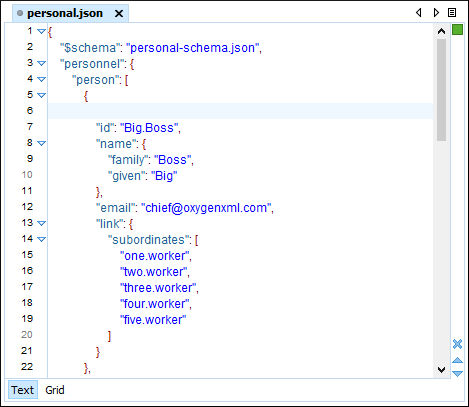 personal.json
1 {
2 "$schema": "personal-schema.json",
3 "personnel": {
4 "person": [
5 {
6
7 "id": "Big.Boss",
8 "name": {
9 "family": "Boss",
10 "given": "Big"
11 },
12 "email": "chief@oxygenxml.com",
13 "link": {
14 "subordinates": [
15 "one.worker",
16 "two.worker",
17 "three.worker",
18 "four.worker",
19 "five.worker"
20 ]
21 }
22 },
Text Grid